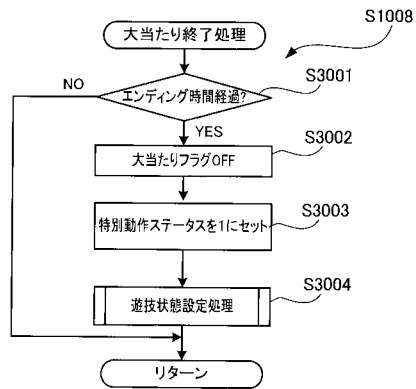 大当たり終了処理
S1008
エンディング時間経過?
S3001
NO
YES
大当たりフラグOFF
S3002
特別動作ステータスを1にセット
S3003
遊技状態設定処理
S3004
リターン